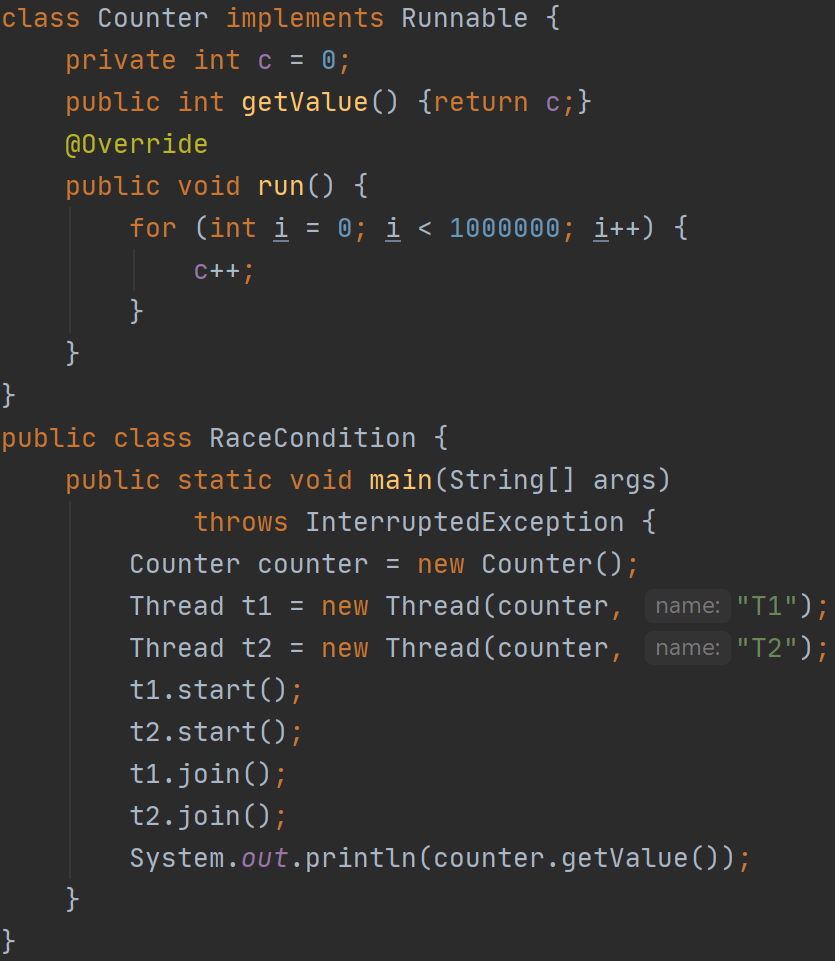 class Counter implements Runnable {
    private int c = 0;
    public int getValue() {return c;}
    @Override
    public void run() {
        for (int i = 0; i < 1000000; i++) {
            c++;
        }
    }
}
public class RaceCondition {
    public static void main(String[] args)
            throws InterruptedException {
        Counter counter = new Counter();
        Thread t1 = new Thread(counter, name: "T1");
        Thread t2 = new Thread(counter, name: "T2");
        t1.start();
        t2.start();
        t1.join();
        t2.join();
        System.out.println(counter.getValue());
    }
}